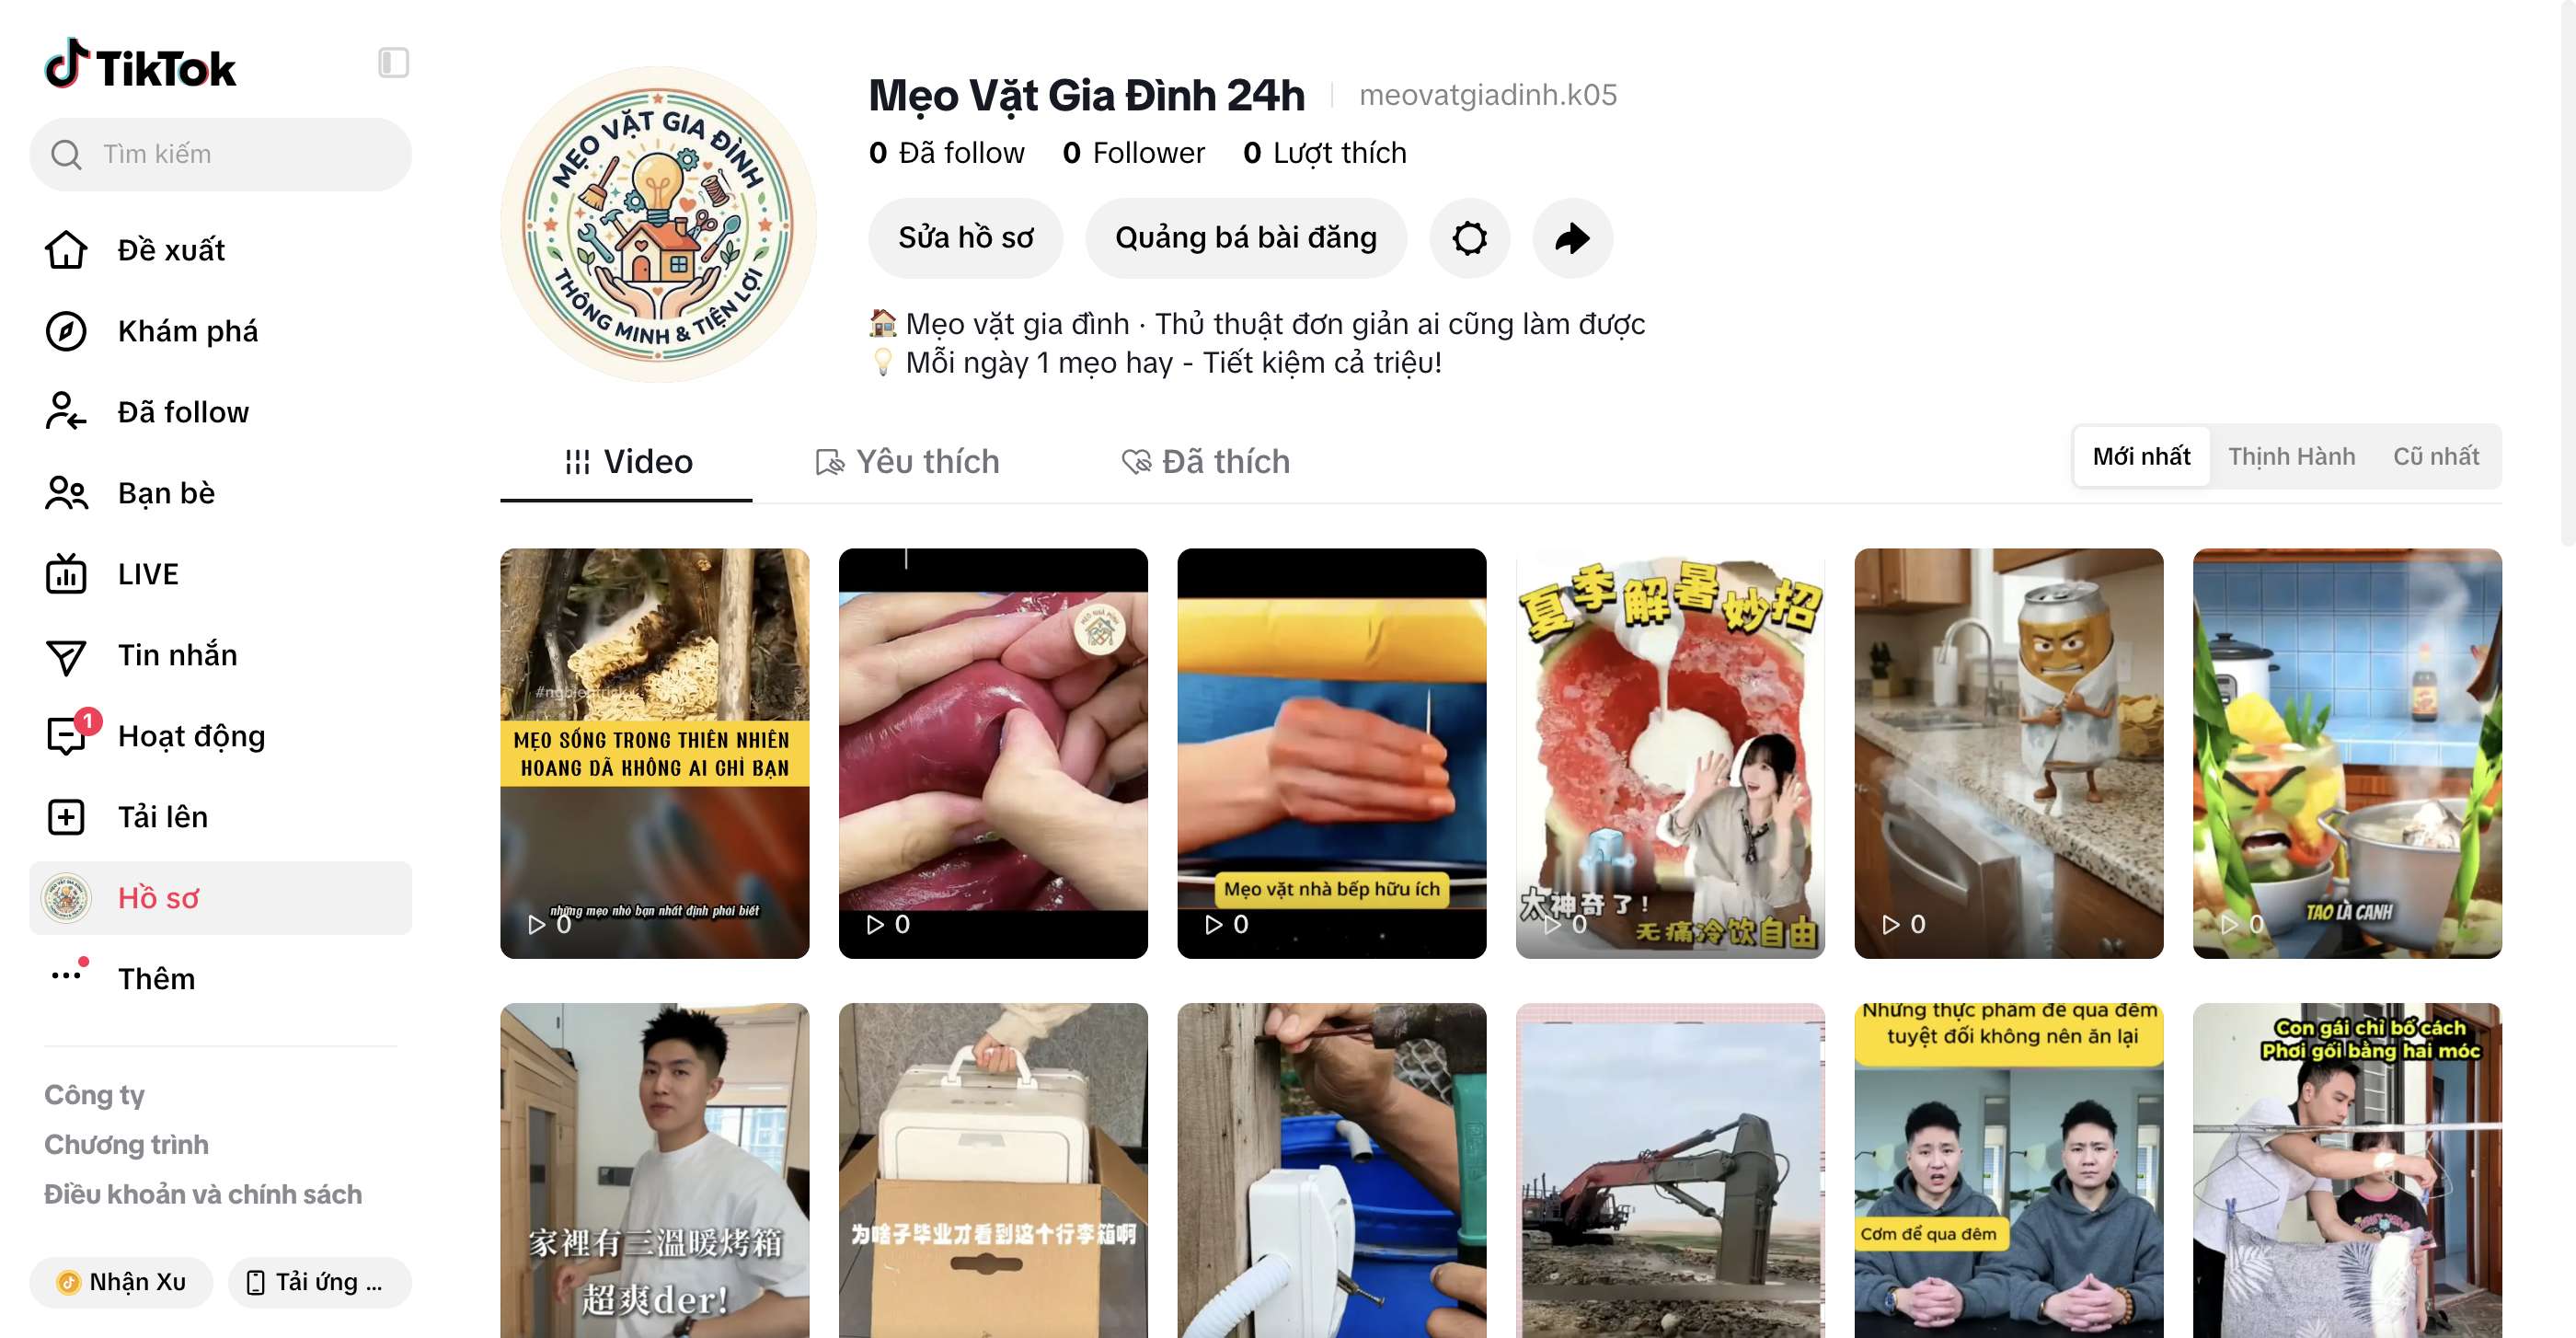 TikTok
Tìm kiếm
Đề xuất
Khám phá
Đã follow
Bạn bè
LIVE
Tin nhắn
1
Hoạt động
Tải lên
Hồ sơ
Thêm
Công ty
Chương trình
Điều khoản và chính sách
Nhận Xu
Tải ứng ...
MẸO VẶT GIA ĐÌNH
THÔNG MINH & TIỆN LỢI
Mẹo Vặt Gia Đình 24h
meovatgiadinh.k05
0 Đã follow 0 Follower 0 Lượt thích
Sửa hồ sơ
Quảng bá bài đăng
Mẹo vặt gia đình · Thủ thuật đơn giản ai cũng làm được
Mỗi ngày 1 mẹo hay - Tiết kiệm cả triệu!
Video
Yêu thích
Đã thích
Mới nhất
Thịnh Hành
Cũ nhất
MẸO SỐNG TRONG THIÊN NHIÊN
HOANG DÃ KHÔNG AI CHỈ BẠN
những mẹo nhỏ bạn nhất định phải biết
0
0
Mẹo vặt nhà bếp hữu ích
0
夏季解暑妙招
太神奇了!
无痛冷饮自由
0
0
TAO LÀ CANH
0
家裡有三溫暖烤箱
超爽der!
为啥子毕业才看到这个行李箱啊
Những thực phẩm để qua đêm
tuyệt đối không nên ăn lại
Cơm để qua đêm
Con gái chỉ bố cách
Phơi gối bằng hai móc